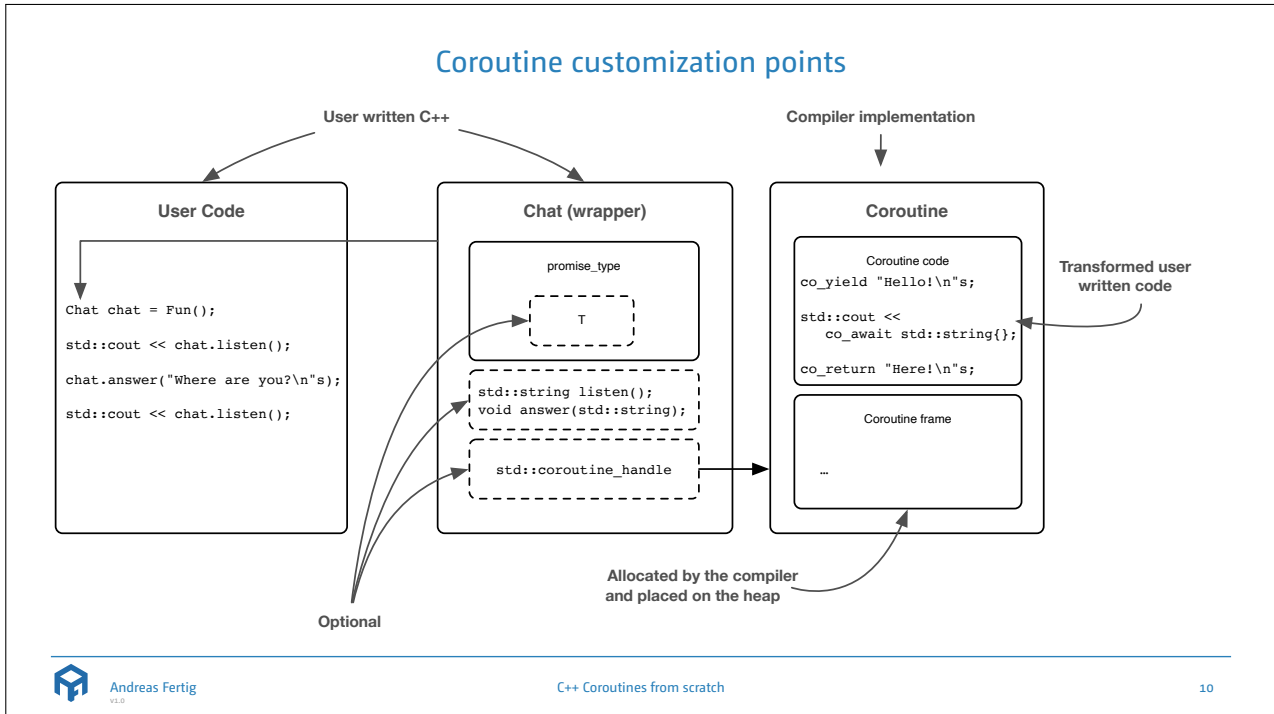 Coroutine customization points
User written C++
Compiler implementation
User Code
Chat chat = Fun();
std::cout << chat.listen();
chat.answer("Where are you?\n"s);
std::cout << chat.listen();
Chat (wrapper)
promise_type
T
std::string listen();
void answer(std::string);
std::coroutine_handle
Coroutine
Coroutine code
co_yield "Hello!\n"s;
std::cout <<
co_await std::string{};
co_return "Here!\n"s;
Coroutine frame
…
Transformed user
written code
Allocated by the compiler
and placed on the heap
Optional
Andreas Fertig
v1.0
C++ Coroutines from scratch
10